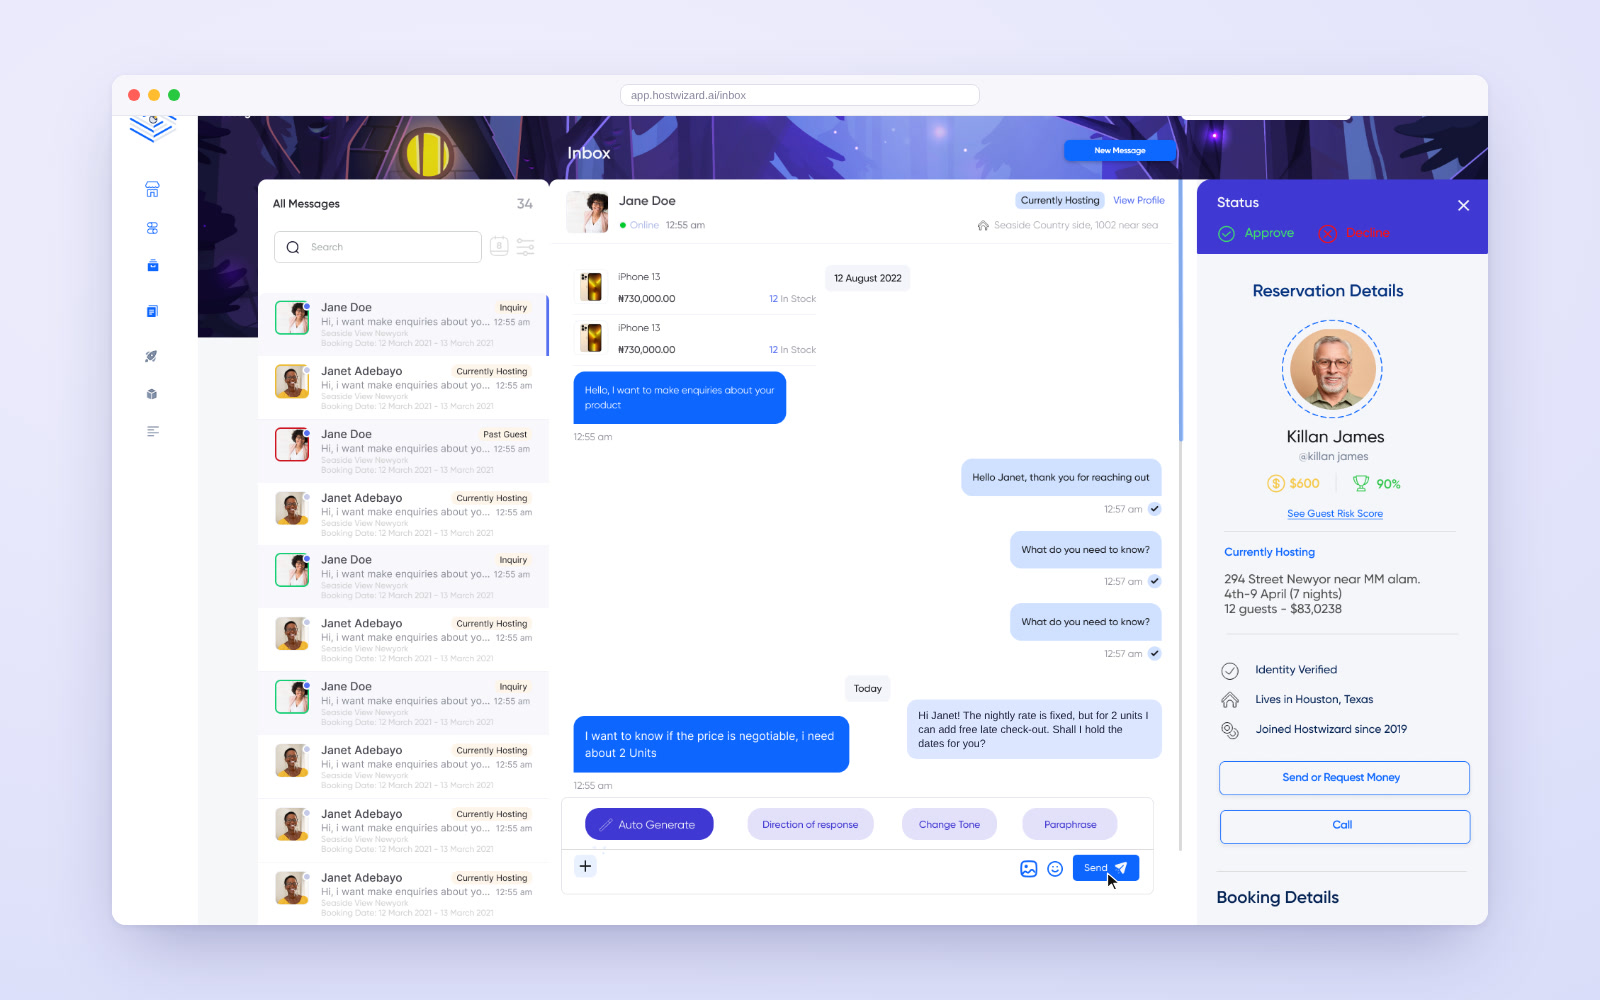 app.hostwizard.ai/inbox
Inbox
New Message
All Messages
34
Search
8
Jane Doe
Inquiry
Hi, i want make enquiries about yo... 12:55 am
Seaside View Newyork
Booking Date: 12 March 2021 - 13 March 2021
Janet Adebayo
Currently Hosting
Hi, i want make enquiries about yo... 12:55 am
Seaside View Newyork
Booking Date: 12 March 2021 - 13 March 2021
Jane Doe
Past Guest
Hi, i want make enquiries about yo... 12:55 am
Seaside View Newyork
Booking Date: 12 March 2021 - 13 March 2021
Janet Adebayo
Currently Hosting
Hi, i want make enquiries about yo... 12:55 am
Seaside View Newyork
Booking Date: 12 March 2021 - 13 March 2021
Jane Doe
Inquiry
Hi, i want make enquiries about yo... 12:55 am
Seaside View Newyork
Booking Date: 12 March 2021 - 13 March 2021
Janet Adebayo
Currently Hosting
Hi, i want make enquiries about yo... 12:55 am
Seaside View Newyork
Booking Date: 12 March 2021 - 13 March 2021
Jane Doe
Inquiry
Hi, i want make enquiries about yo... 12:55 am
Seaside View Newyork
Booking Date: 12 March 2021 - 13 March 2021
Janet Adebayo
Currently Hosting
Hi, i want make enquiries about yo... 12:55 am
Seaside View Newyork
Booking Date: 12 March 2021 - 13 March 2021
Janet Adebayo
Currently Hosting
Hi, i want make enquiries about yo... 12:55 am
Seaside View Newyork
Booking Date: 12 March 2021 - 13 March 2021
Janet Adebayo
Currently Hosting
Hi, i want make enquiries about yo... 12:55 am
Seaside View Newyork
Booking Date: 12 March 2021 - 13 March 2021
Jane Doe
Currently Hosting
View Profile
Online 12:55 am
Seaside Country side, 1002 near sea
12 August 2022
iPhone 13
₦730,000.00
12 In Stock
iPhone 13
₦730,000.00
12 In Stock
Hello, I want to make enquiries about your
product
12:55 am
Hello Janet, thank you for reaching out
12:57 am
What do you need to know?
12:57 am
What do you need to know?
12:57 am
Today
Hi Janet! The nightly rate is fixed, but for 2 units I
can add free late check-out. Shall I hold the
dates for you?
I want to know if the price is negotiable, i need
about 2 Units
12:55 am
Auto Generate
Direction of response
Change Tone
Paraphrase
Send
Status
Approve
Decline
Reservation Details
Killan James
@killan james
$600
90%
See Guest Risk Score
Currently Hosting
294 Street Newyor near MM alam.
4th-9 April (7 nights)
12 guests - $83,0238
Identity Verified
Lives in Houston, Texas
Joined Hostwizard since 2019
Send or Request Money
Call
Booking Details